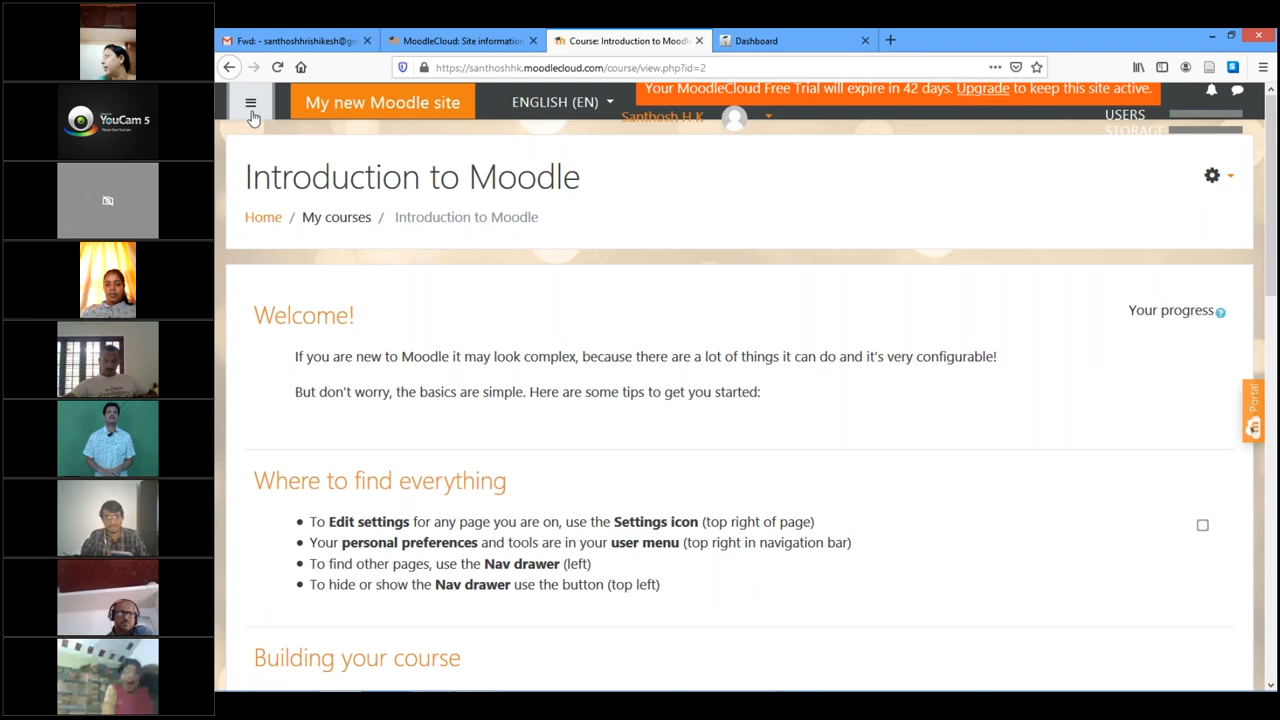 Fwd: - santhoshhrishikesh@gm
MoodleCloud: Site information
Course: Introduction to Moodle
Dashboard
https://santhoshhk.moodlecloud.com/course/view.php?id=2
My new Moodle site
ENGLISH (EN)
Your MoodleCloud Free Trial will expire in 42 days. Upgrade to keep this site active.
Santhosh H K
USERS
STORAGE
YouCam 5
Introduction to Moodle
Home / My courses / Introduction to Moodle
Welcome!
Your progress
If you are new to Moodle it may look complex, because there are a lot of things it can do and it's very configurable!
But don't worry, the basics are simple. Here are some tips to get you started:
Portal
Where to find everything
To Edit settings for any page you are on, use the Settings icon (top right of page)
Your personal preferences and tools are in your user menu (top right in navigation bar)
To find other pages, use the Nav drawer (left)
To hide or show the Nav drawer use the button (top left)
Building your course